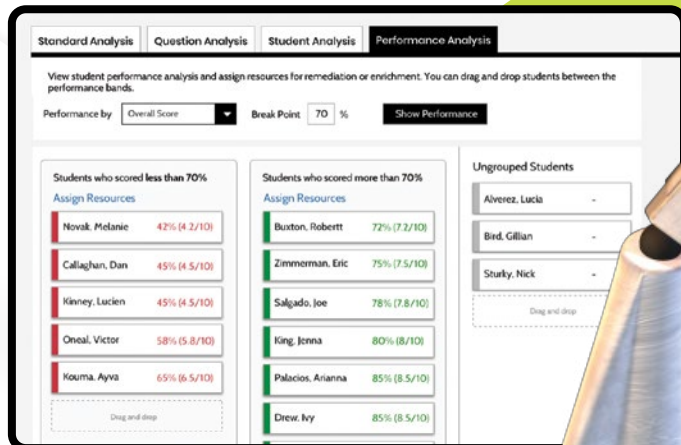 Standard Analysis
Question Analysis
Student Analysis
Performance Analysis
View student performance analysis and assign resources for remediation or enrichment. You can drag and drop students between the
performance bands.
Performance by
Overall Score
Break Point
70
%
Show Performance
Students who scored less than 70%
Assign Resources
Novak, Melanie 42% (4.2/10)
Callaghan, Dan 45% (4.5/10)
Kinney, Lucien 45% (4.5/10)
Oneal, Victor 58% (5.8/10)
Kouma, Ayva 65% (6.5/10)
Drag and drop
Students who scored more than 70%
Assign Resources
Buxton, Robertt 72% (7.2/10)
Zimmerman, Eric 75% (7.5/10)
Salgado, Joe 78% (7.8/10)
King, Jenna 80% (8/10)
Palacios, Arianna 85% (8.5/10)
Drew, Ivy 85% (8.5/10)
Ungrouped Students
Alverez, Lucia -
Bird, Gillian -
Sturky, Nick -
Drag and drop